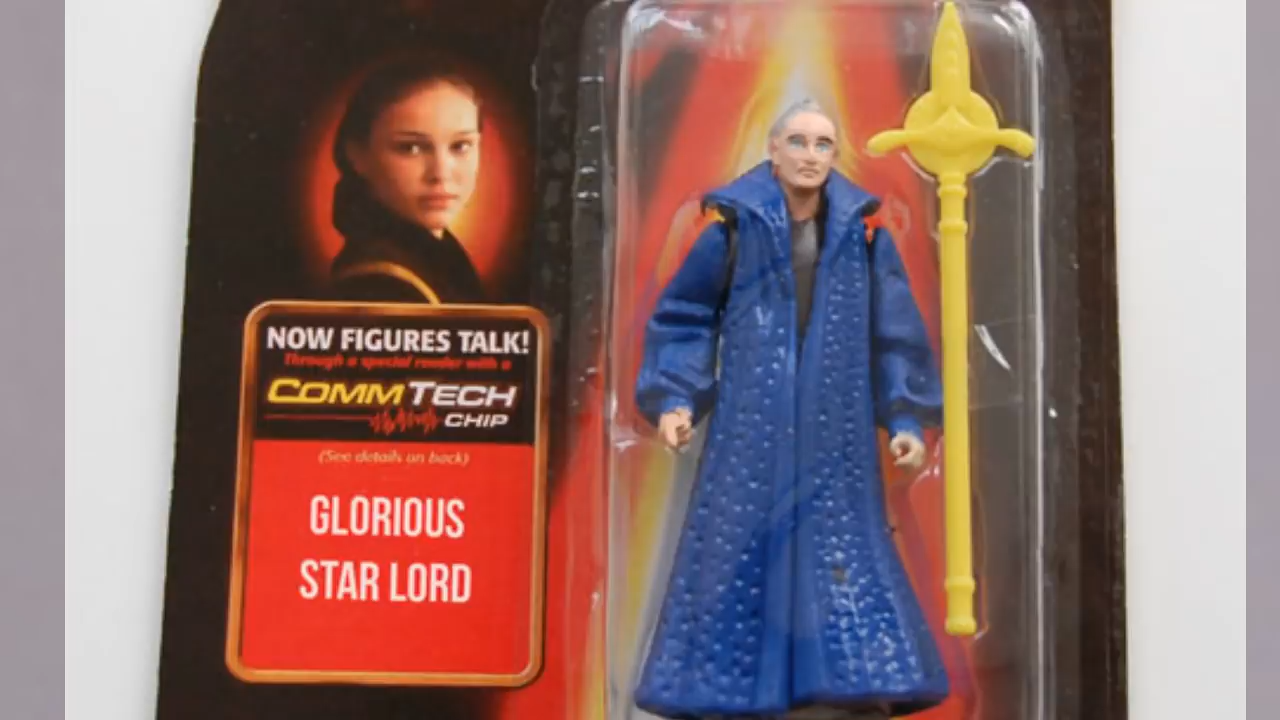 NOW FIGURES TALK!
Through a special reader with a
COMMTECH
CHIP
(See details on back)
GLORIOUS
STAR LORD